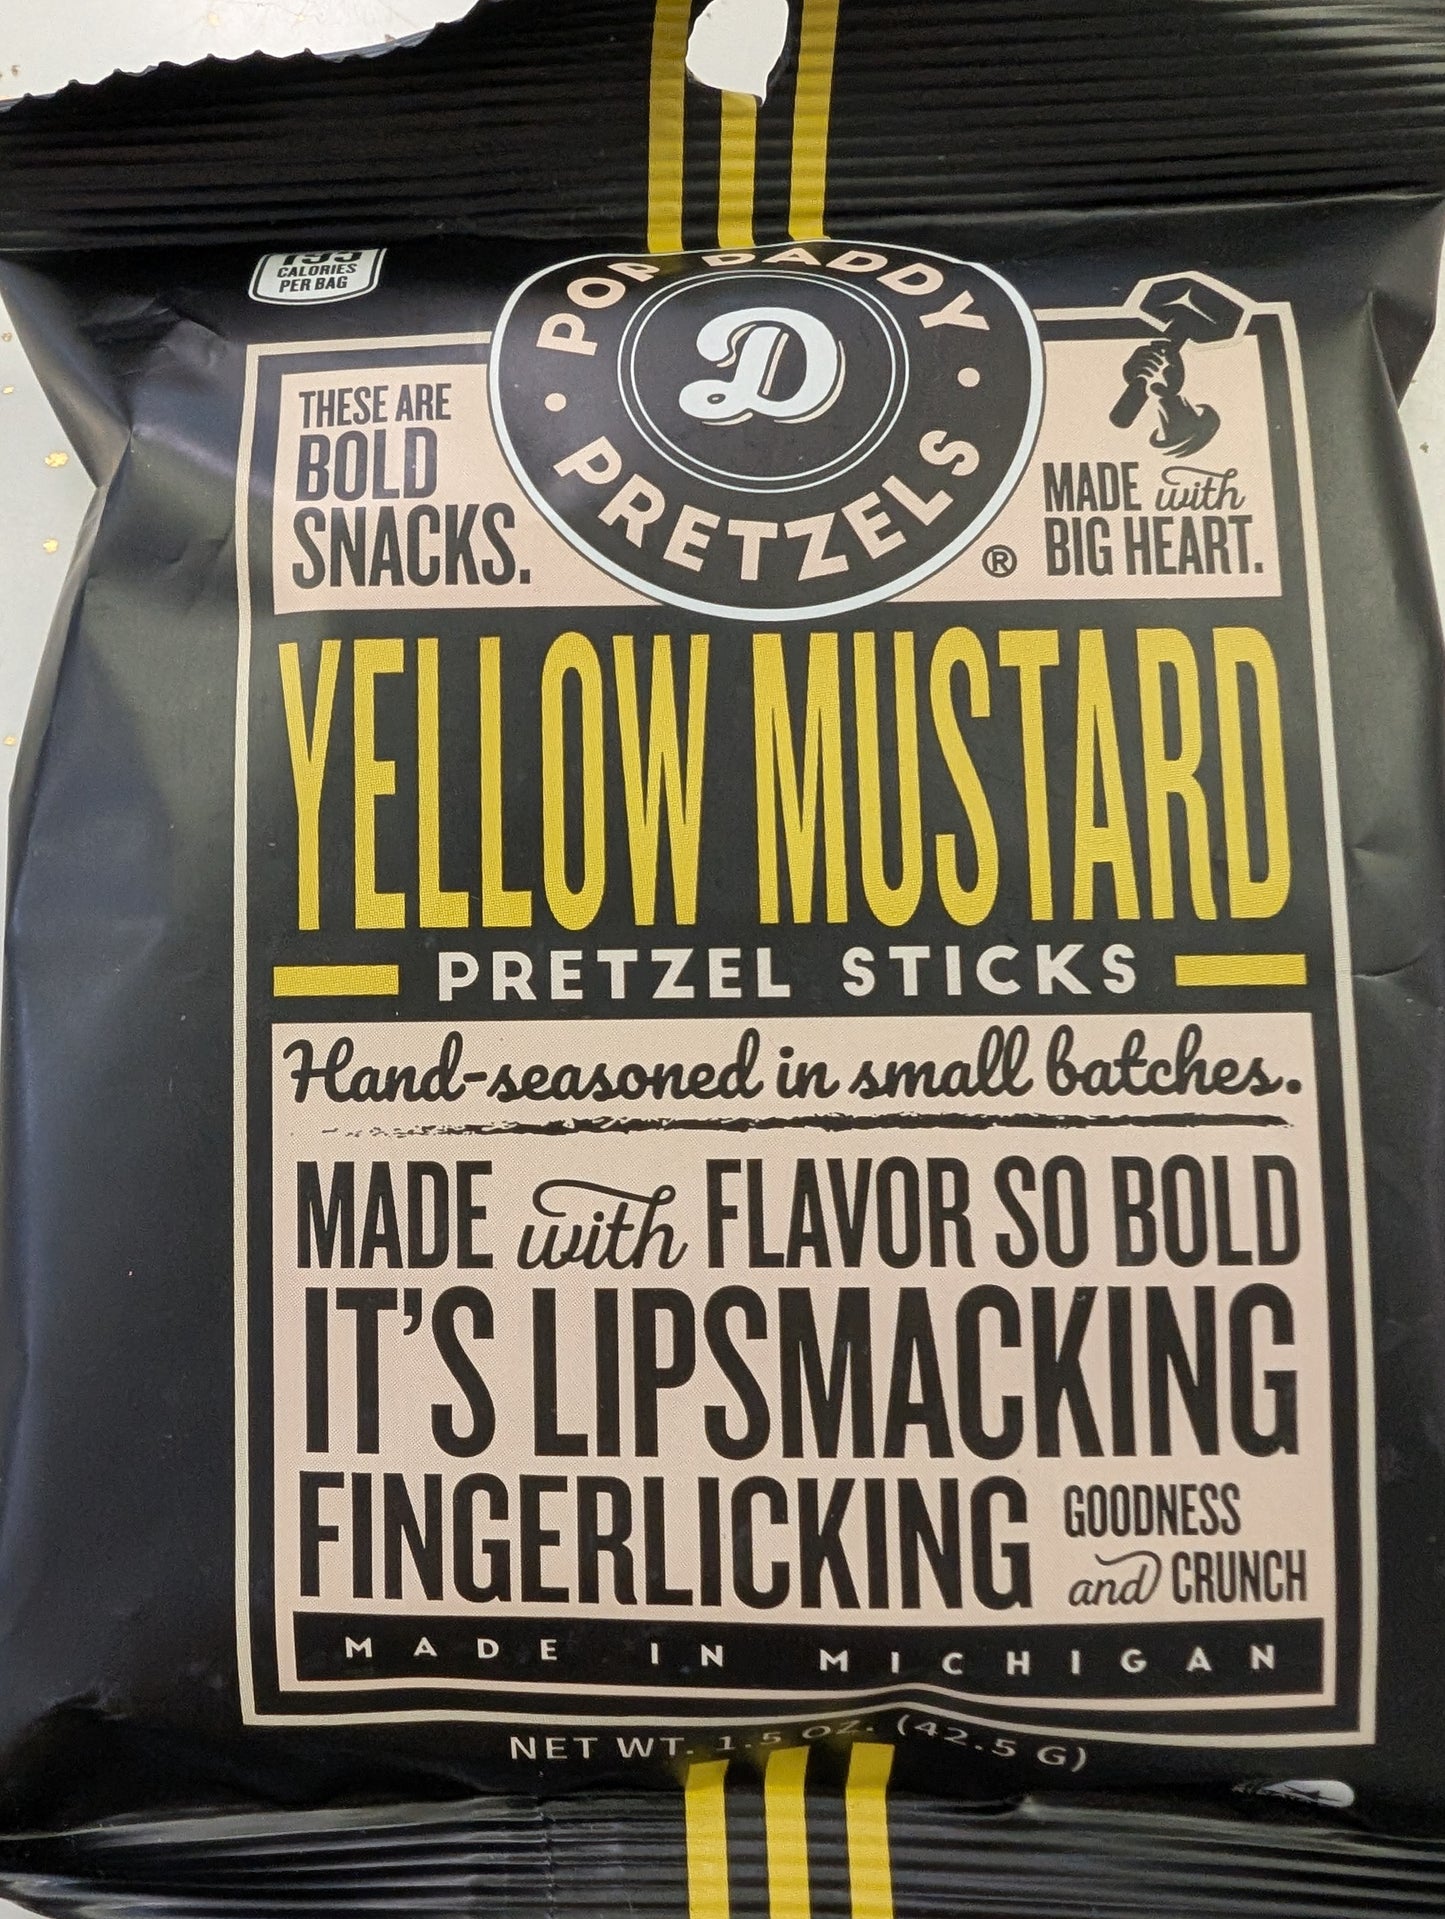 CALORIES
PER BAG
POP DADDY
D
PRETZELS
®
THESE ARE
BOLD
SNACKS.
MADE with
BIG HEART.
YELLOW MUSTARD
PRETZEL STICKS
Hand-seasoned in small batches.
MADE with FLAVOR SO BOLD
IT'S LIPSMACKING
FINGERLICKING
GOODNESS
and CRUNCH
MADE IN MICHIGAN
NET WT. 1.5 OZ. (42.5 G)